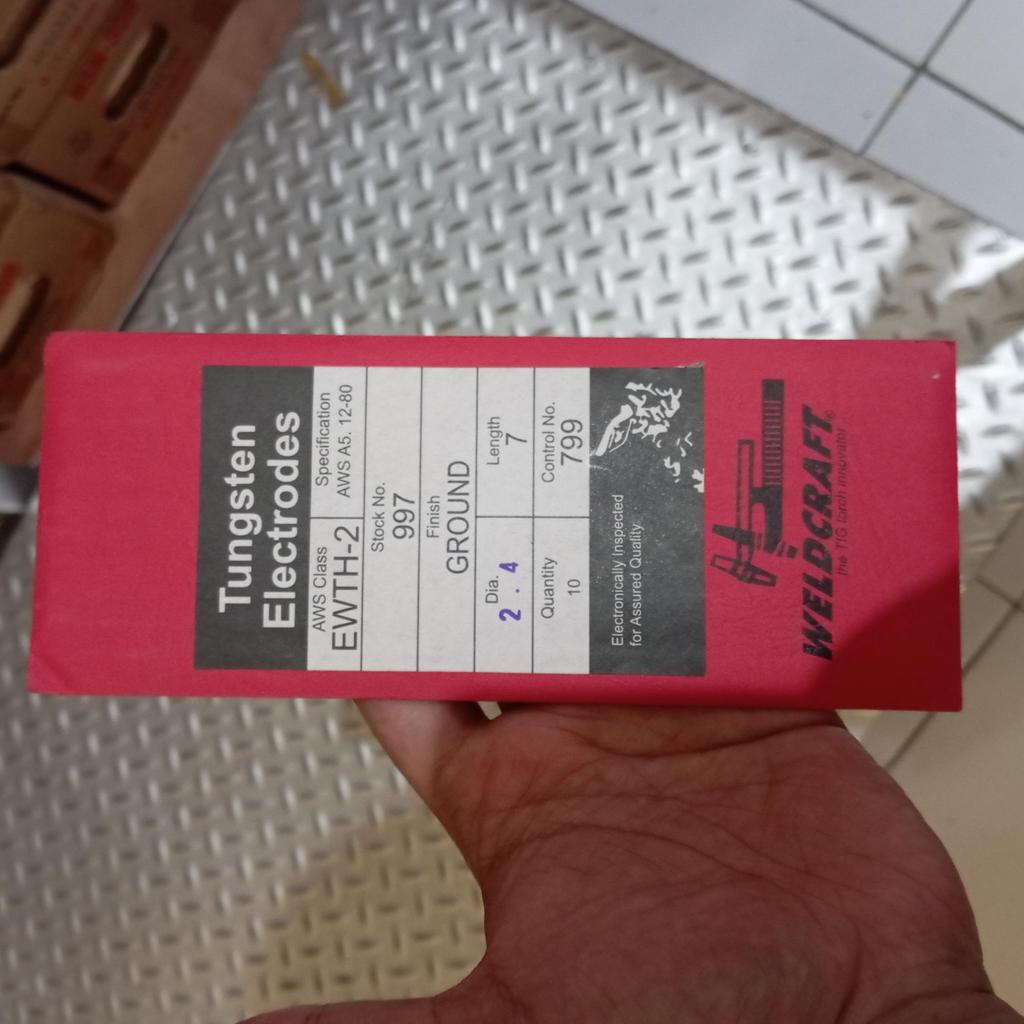 Tungsten
Electrodes
AWS Class
EWTH-2
Specification
AWS A5. 12-80
Stock No.
997
Finish
GROUND
Dia.
2.4
Length
7
Quantity
10
Control No.
799
Electronically Inspected
for Assured Quality
WELDCRAFT®
the TIG torch innovator